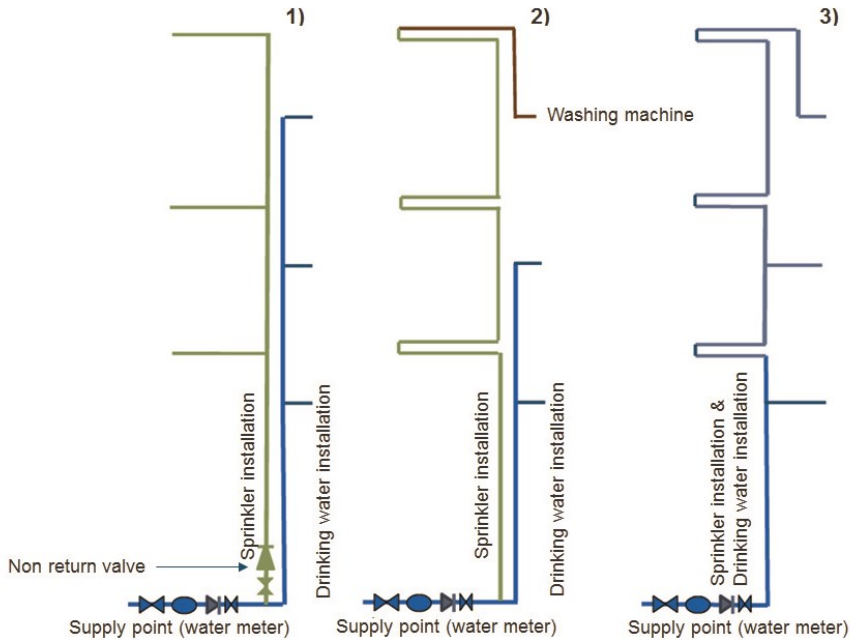 1)
2)
3)
Washing machine
Sprinkler installation
Drinking water installation
Sprinkler installation
Drinking water installation
Sprinkler installation &
Drinking water installation
Non return valve
Supply point (water meter)
Supply point (water meter)
Supply point (water meter)